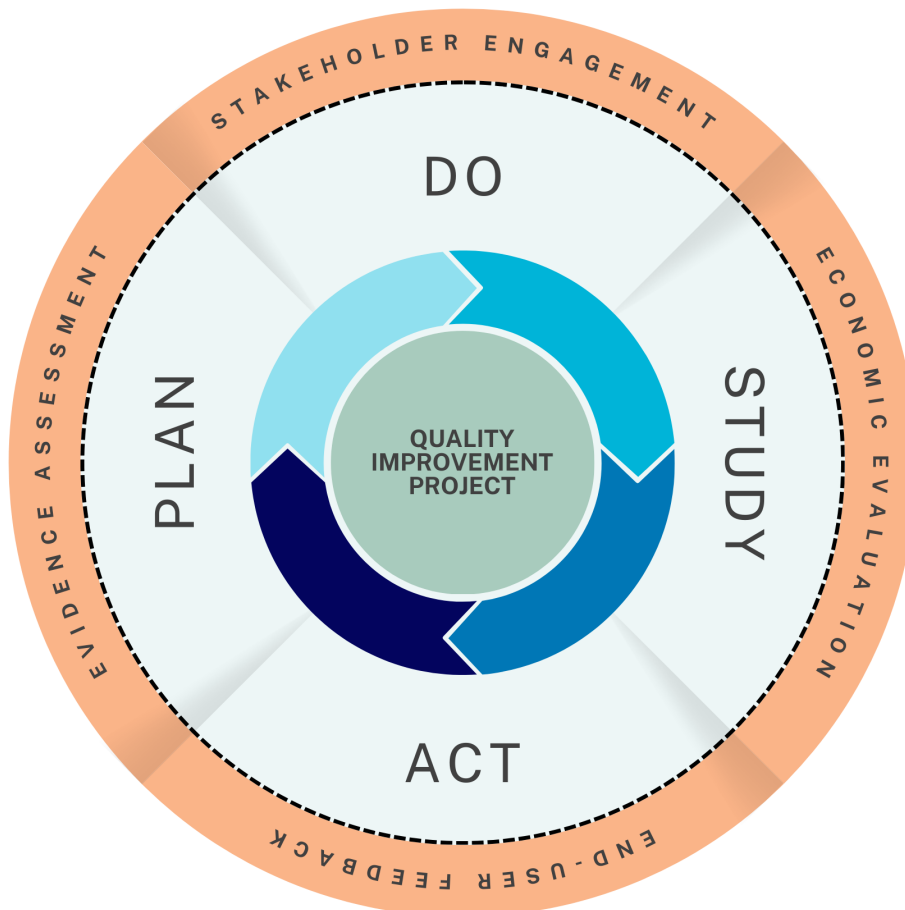 STAKEHOLDER ENGAGEMENT
DO
ECONOMIC EVALUATION
STUDY
EVIDENCE ASSESSMENT
PLAN
QUALITY
IMPROVEMENT
PROJECT
ACT
END-USER FEEDBACK